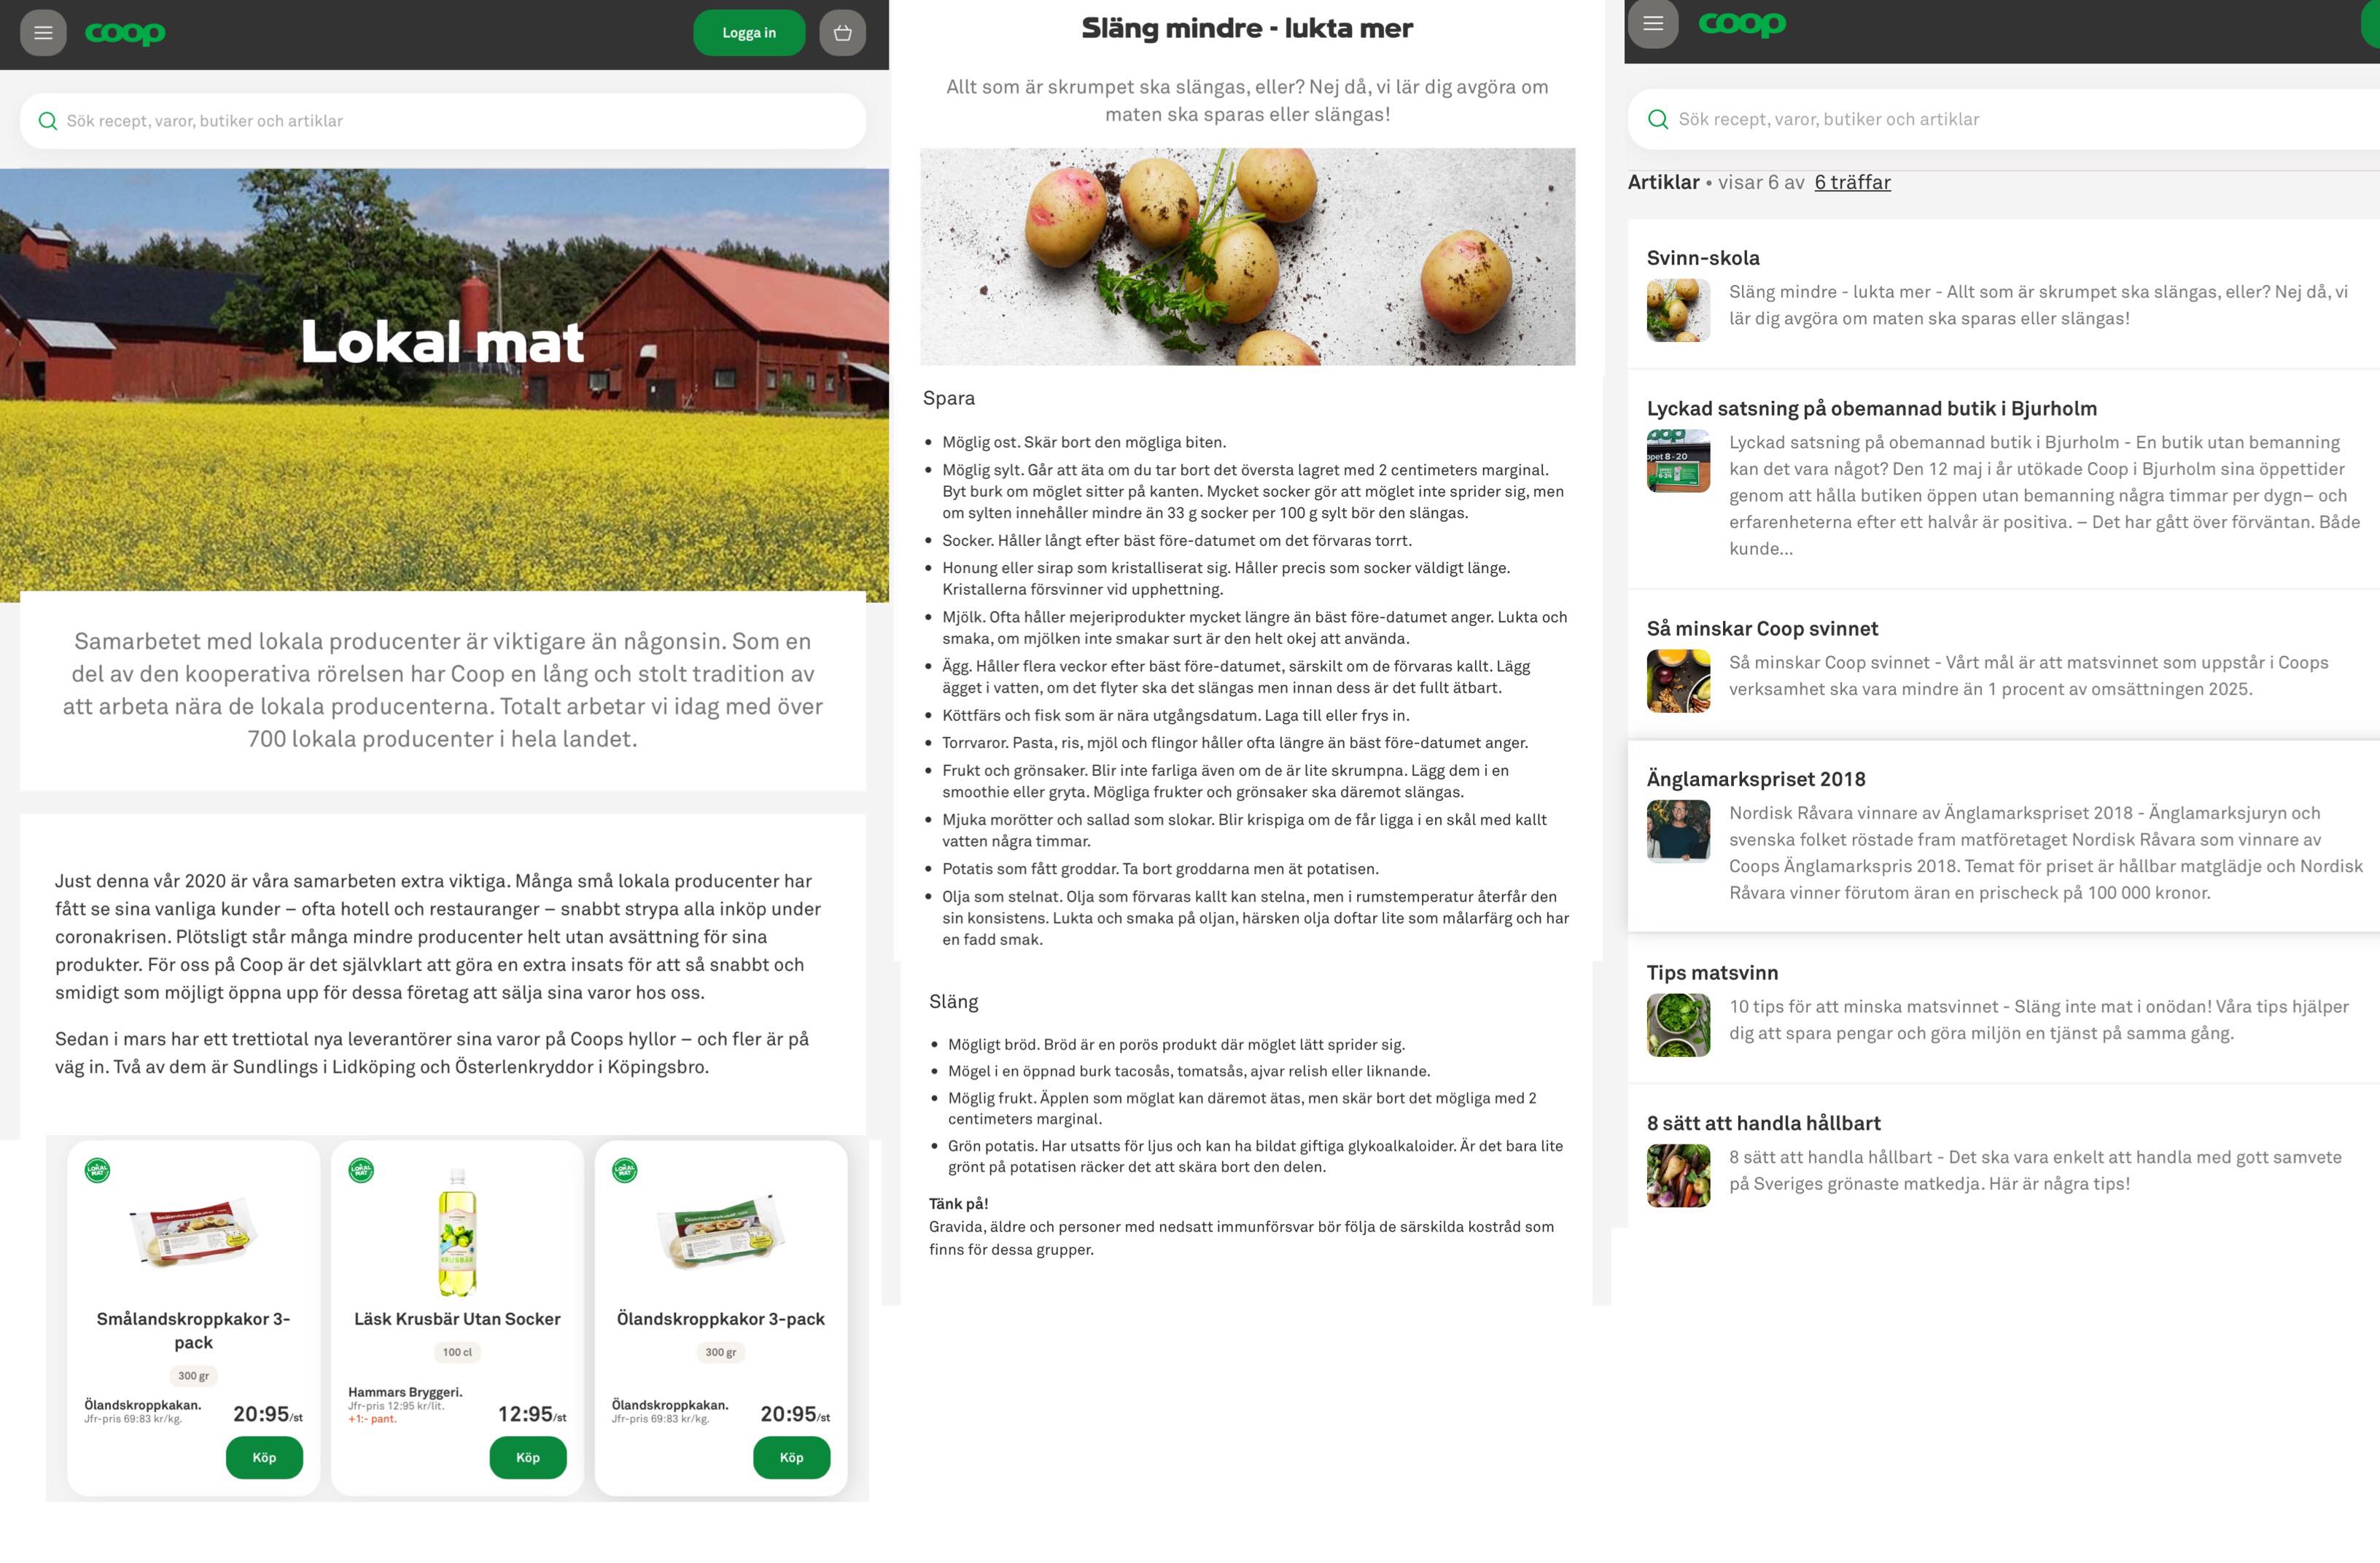 coop
Logga in
Sök recept, varor, butiker och artiklar
Lokal mat
Samarbetet med lokala producenter är viktigare än någonsin. Som en
del av den kooperativa rörelsen har Coop en lång och stolt tradition av
att arbeta nära de lokala producenterna. Totalt arbetar vi idag med över
700 lokala producenter i hela landet.
Just denna vår 2020 är våra samarbeten extra viktiga. Många små lokala producenter har
fått se sina vanliga kunder – ofta hotell och restauranger – snabbt strypa alla inköp under
coronakrisen. Plötsligt står många mindre producenter helt utan avsättning för sina
produkter. För oss på Coop är det självklart att göra en extra insats för att så snabbt och
smidigt som möjligt öppna upp för dessa företag att sälja sina varor hos oss.
Sedan i mars har ett trettiotal nya leverantörer sina varor på Coops hyllor – och fler är på
väg in. Två av dem är Sundlings i Lidköping och Österlenkryddor i Köpingsbro.
LOKAL MAT
Smålandskroppkakor 3-
pack
300 gr
Ölandskroppkakan.
Jfr-pris 69:83 kr/kg.
20:95/st
Köp
LOKAL MAT
KRUSBÄR
Läsk Krusbär Utan Socker
100 cl
Hammars Bryggeri.
Jfr-pris 12:95 kr/lit.
+1:- pant.
12:95/st
Köp
LOKAL MAT
Ölandskroppkakor 3-pack
300 gr
Ölandskroppkakan.
Jfr-pris 69:83 kr/kg.
20:95/st
Köp
Släng mindre - lukta mer
Allt som är skrumpet ska slängas, eller? Nej då, vi lär dig avgöra om
maten ska sparas eller slängas!
Spara
• Möglig ost. Skär bort den mögliga biten.
• Möglig sylt. Går att äta om du tar bort det översta lagret med 2 centimeters marginal.
Byt burk om möglet sitter på kanten. Mycket socker gör att möglet inte sprider sig, men
om sylten innehåller mindre än 33 g socker per 100 g sylt bör den slängas.
• Socker. Håller långt efter bäst före-datumet om det förvaras torrt.
• Honung eller sirap som kristalliserat sig. Håller precis som socker väldigt länge.
Kristallerna försvinner vid upphettning.
• Mjölk. Ofta håller mejeriprodukter mycket längre än bäst före-datumet anger. Lukta och
smaka, om mjölken inte smakar surt är den helt okej att använda.
• Ägg. Håller flera veckor efter bäst före-datumet, särskilt om de förvaras kallt. Lägg
ägget i vatten, om det flyter ska det slängas men innan dess är det fullt ätbart.
• Köttfärs och fisk som är nära utgångsdatum. Laga till eller frys in.
• Torrvaror. Pasta, ris, mjöl och flingor håller ofta längre än bäst före-datumet anger.
• Frukt och grönsaker. Blir inte farliga även om de är lite skrumpna. Lägg dem i en
smoothie eller gryta. Mögliga frukter och grönsaker ska däremot slängas.
• Mjuka morötter och sallad som slokar. Blir krispiga om de får ligga i en skål med kallt
vatten några timmar.
• Potatis som fått groddar. Ta bort groddarna men ät potatisen.
• Olja som stelnat. Olja som förvaras kallt kan stelna, men i rumstemperatur återfår den
sin konsistens. Lukta och smaka på oljan, härsken olja doftar lite som målarfärg och har
en fadd smak.
Släng
• Mögligt bröd. Bröd är en porös produkt där möglet lätt sprider sig.
• Mögel i en öppnad burk tacosås, tomatsås, ajvar relish eller liknande.
• Möglig frukt. Äpplen som möglat kan däremot ätas, men skär bort det mögliga med 2
centimeters marginal.
• Grön potatis. Har utsatts för ljus och kan ha bildat giftiga glykoalkaloider. Är det bara lite
grönt på potatisen räcker det att skära bort den delen.
Tänk på!
Gravida, äldre och personer med nedsatt immunförsvar bör följa de särskilda kostråd som
finns för dessa grupper.
coop
Sök recept, varor, butiker och artiklar
Artiklar • visar 6 av 6 träffar
Svinn-skola
Släng mindre - lukta mer - Allt som är skrumpet ska slängas, eller? Nej då, vi
lär dig avgöra om maten ska sparas eller slängas!
Lyckad satsning på obemannad butik i Bjurholm
Lyckad satsning på obemannad butik i Bjurholm - En butik utan bemanning
kan det vara något? Den 12 maj i år utökade Coop i Bjurholm sina öppettider
genom att hålla butiken öppen utan bemanning några timmar per dygn– och
erfarenheterna efter ett halvår är positiva. – Det har gått över förväntan. Både
kunde...
Så minskar Coop svinnet
Så minskar Coop svinnet - Vårt mål är att matsvinnet som uppstår i Coops
verksamhet ska vara mindre än 1 procent av omsättningen 2025.
Änglamarkspriset 2018
Nordisk Råvara vinnare av Änglamarkspriset 2018 - Änglamarksjuryn och
svenska folket röstade fram matföretaget Nordisk Råvara som vinnare av
Coops Änglamarkspris 2018. Temat för priset är hållbar matglädje och Nordisk
Råvara vinner förutom äran en prischeck på 100 000 kronor.
Tips matsvinn
10 tips för att minska matsvinnet - Släng inte mat i onödan! Våra tips hjälper
dig att spara pengar och göra miljön en tjänst på samma gång.
8 sätt att handla hållbart
8 sätt att handla hållbart - Det ska vara enkelt att handla med gott samvete
på Sveriges grönaste matkedja. Här är några tips!